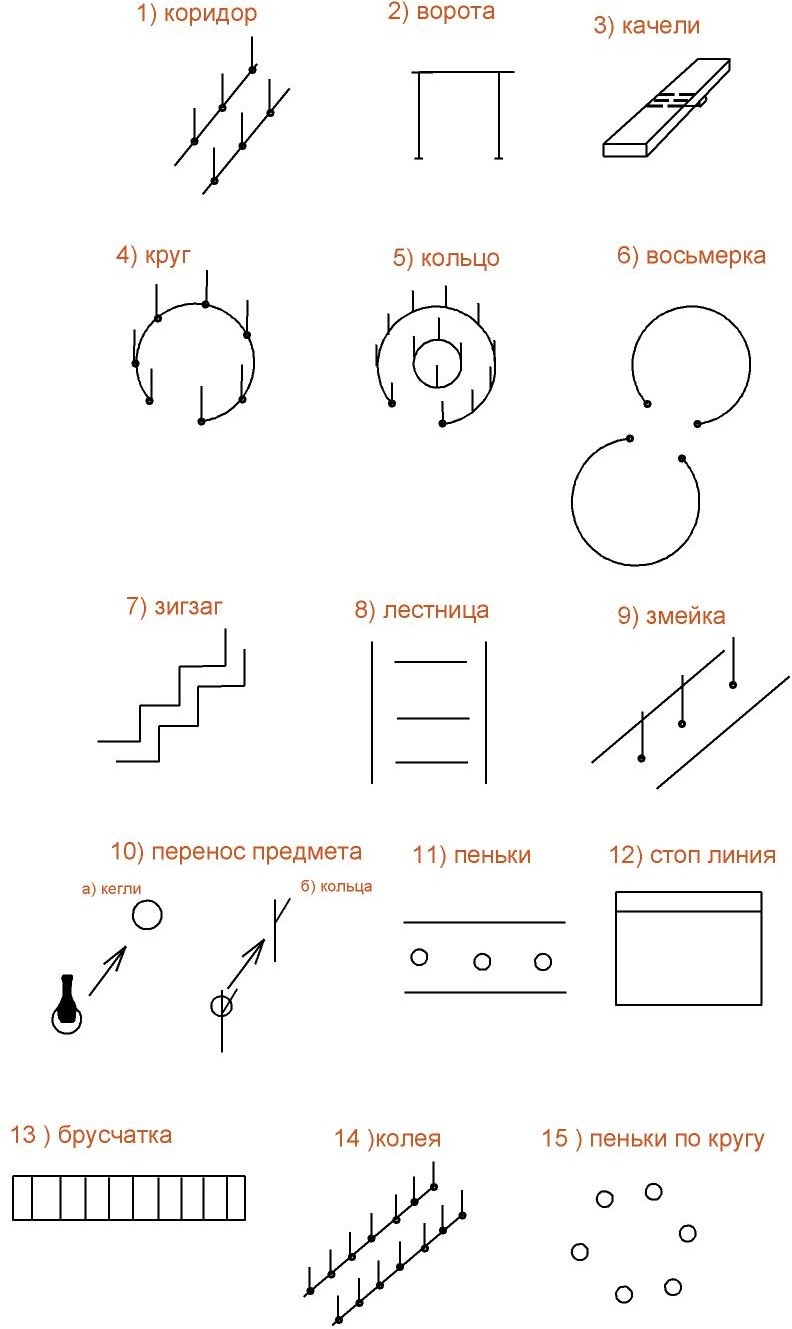 1) коридор
2) ворота
3) качели
4) круг
5) кольцо
6) восьмерка
7) зигзаг
8) лестница
9) змейка
10) перенос предмета
а) кегли
б) кольца
11) пеньки
12) стоп линия
13 ) брусчатка
14 )колея
15 ) пеньки по кругу